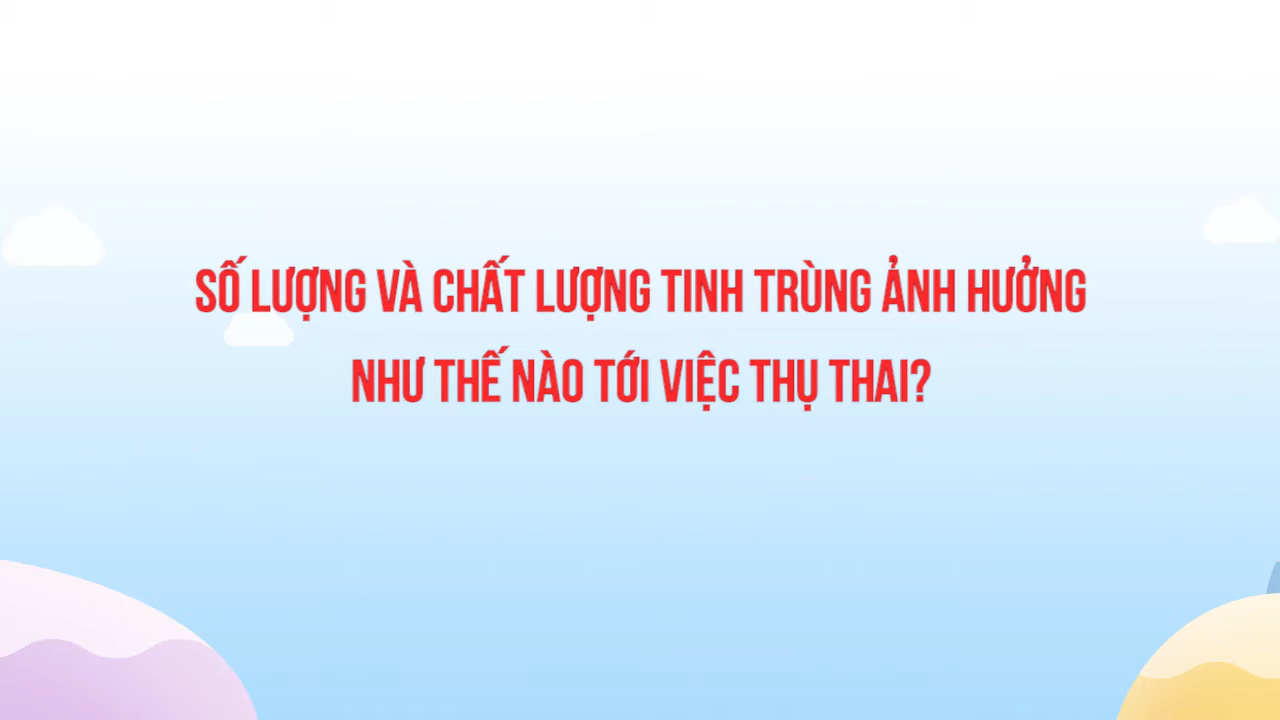 SỐ LƯỢNG VÀ CHẤT LƯỢNG TINH TRÙNG ẢNH HƯỞNG
NHƯ THẾ NÀO TỚI VIỆC THỤ THAI?